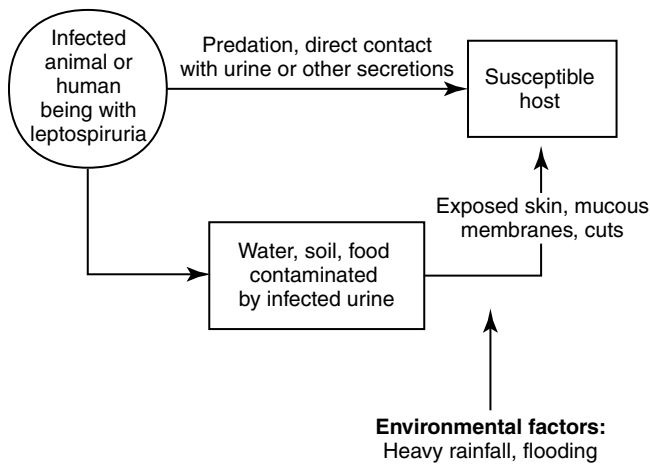 Infected
animal or
human
being with
leptospiruria
Predation, direct contact
with urine or other secretions
Susceptible
host
Exposed skin, mucous
membranes, cuts
Water, soil, food
contaminated
by infected urine
Environmental factors:
Heavy rainfall, flooding